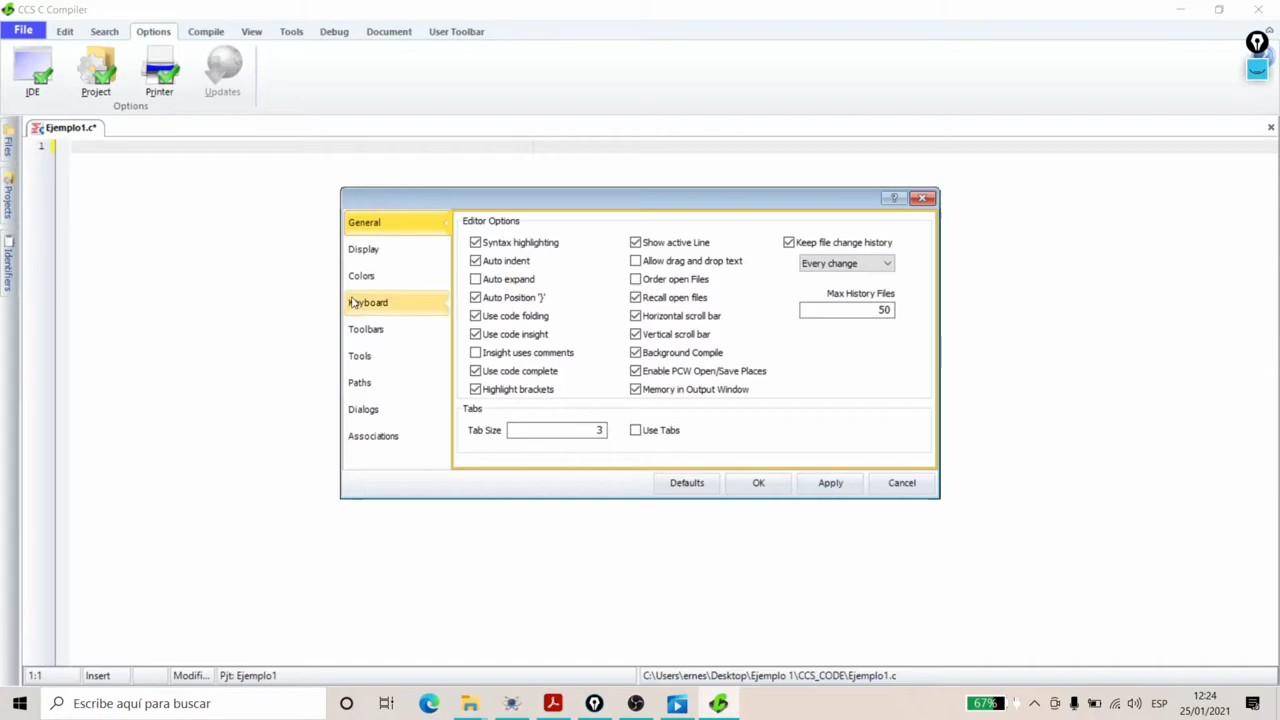 CCS C Compiler
File Edit Search Options Compile View Tools Debug Document User Toolbar
IDE Project Printer Updates
Options
Ejemplo1.c*
1
Files
Projects
Identifiers
General
Display
Colors
Keyboard
Toolbars
Tools
Paths
Dialogs
Associations
Editor Options
Syntax highlighting
Auto indent
Auto expand
Auto Position '}'
Use code folding
Use code insight
Insight uses comments
Use code complete
Highlight brackets
Show active Line
Allow drag and drop text
Order open Files
Recall open files
Horizontal scroll bar
Vertical scroll bar
Background Compile
Enable PCW Open/Save Places
Memory in Output Window
Keep file change history
Every change
Max History Files
50
Tabs
Tab Size 3 Use Tabs
Defaults OK Apply Cancel
1:1 Insert Modifi... Pjt: Ejemplo1 C:\Users\ernes\Desktop\Ejemplo 1\CCS_CODE\Ejemplo1.c
Escribe aquí para buscar
67%
ESP
12:24
25/01/2021